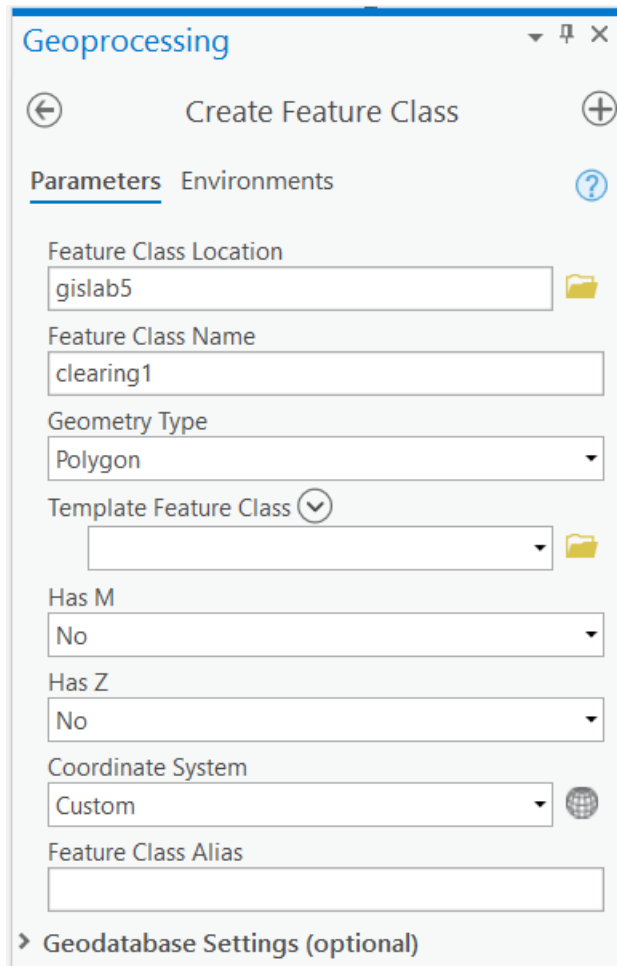 Geoprocessing
Create Feature Class
Parameters Environments
Feature Class Location
gislab5
Feature Class Name
clearing1
Geometry Type
Polygon
Template Feature Class
Has M
No
Has Z
No
Coordinate System
Custom
Feature Class Alias
Geodatabase Settings (optional)